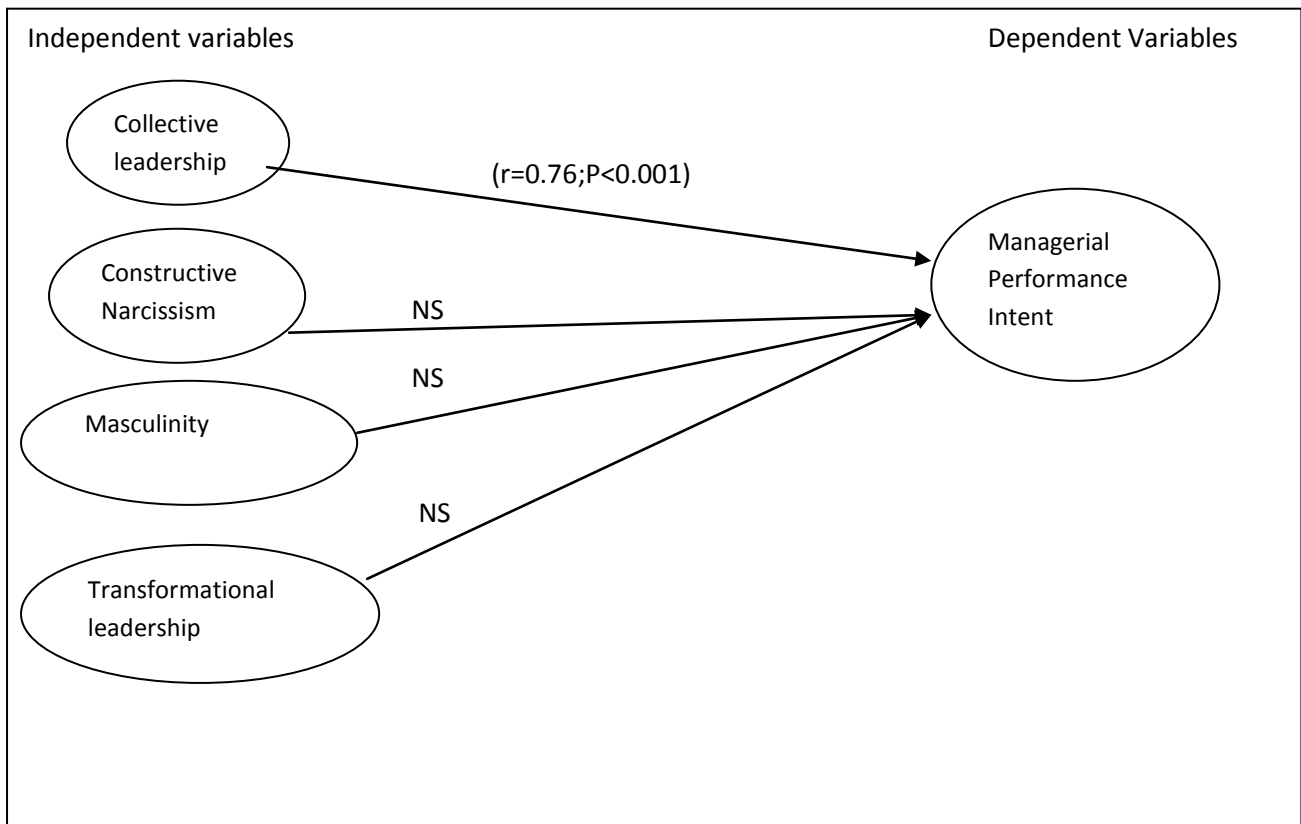 Independent variables
Dependent Variables
Collective
leadership
(r=0.76;P<0.001)
Managerial
Performance
Intent
Constructive
Narcissism
NS
NS
Masculinity
NS
Transformational
leadership